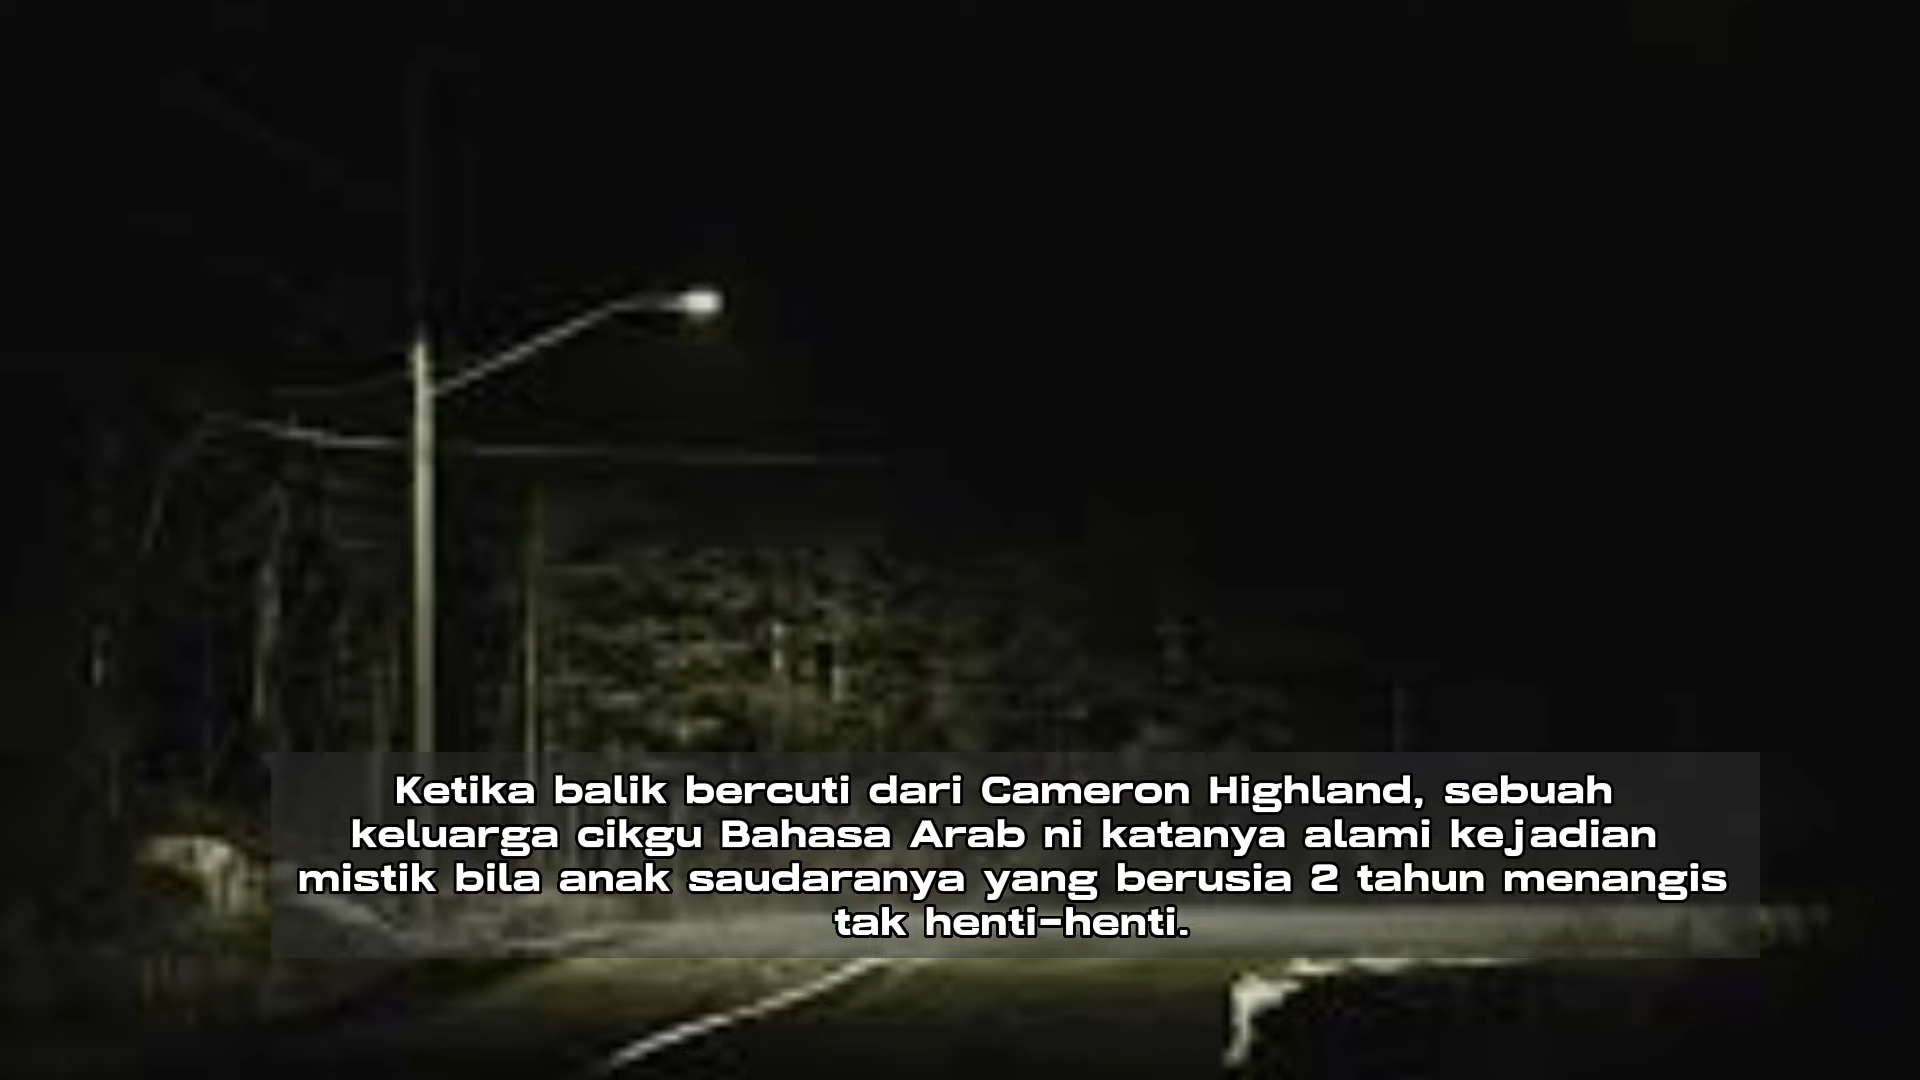 Ketika balik bercuti dari Cameron Highland, sebuah
keluarga cikgu Bahasa Arab ni katanya alami kejadian
mistik bila anak saudaranya yang berusia 2 tahun menangis
tak henti-henti.